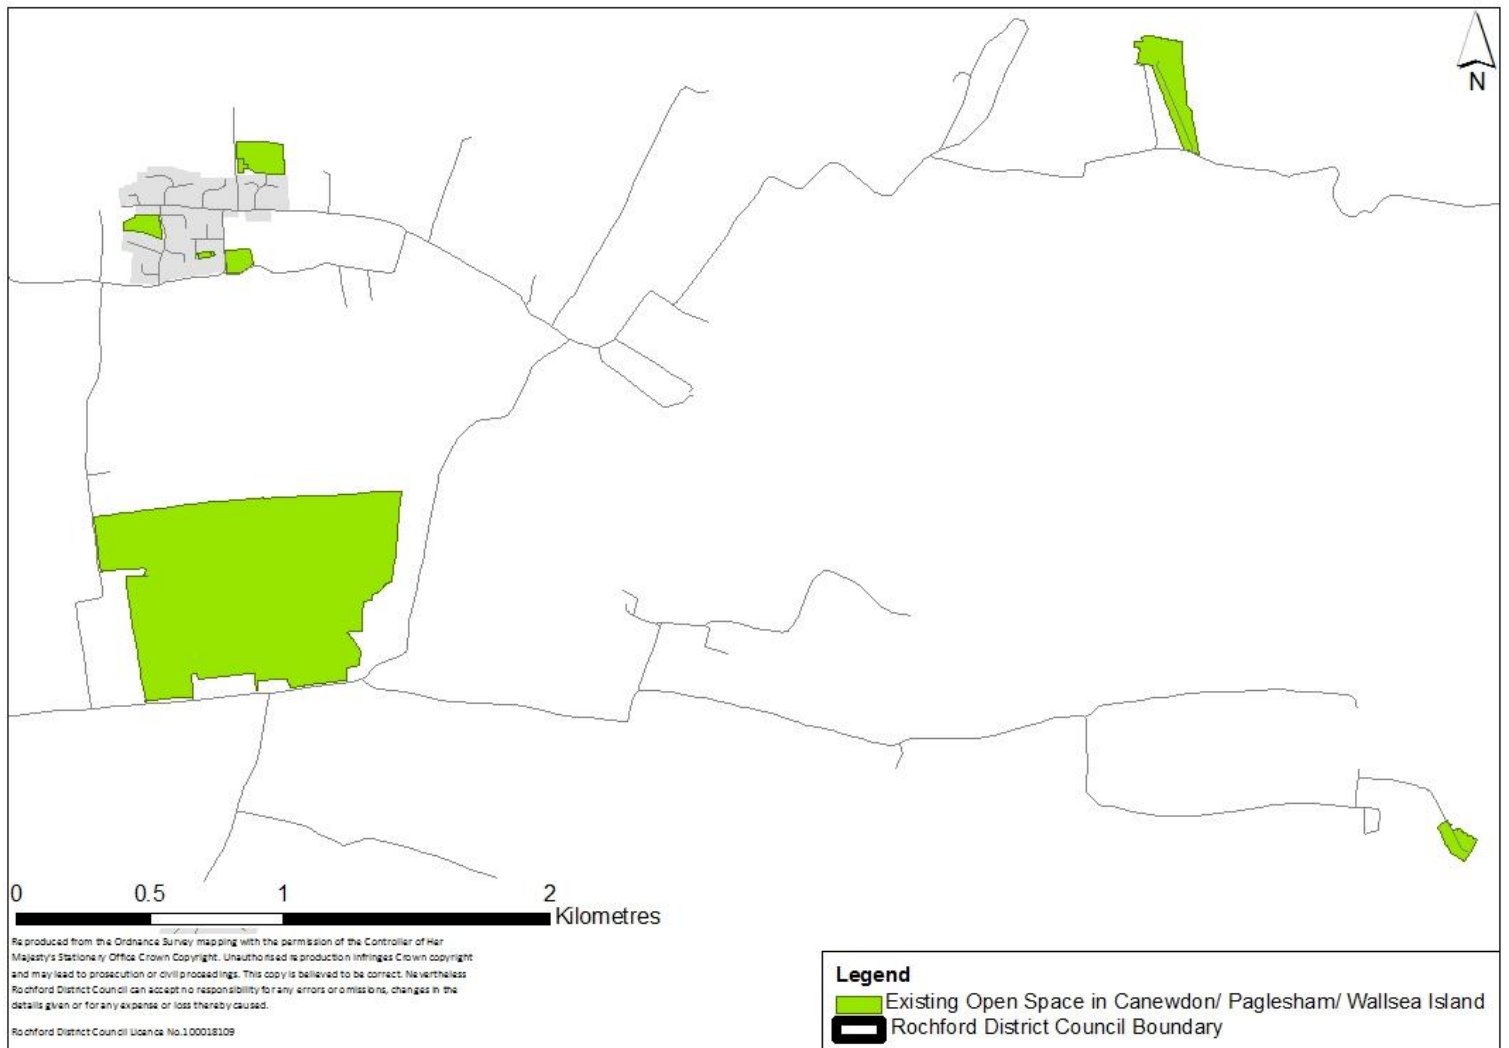 N
0 0.5 1 2
Kilometres
Reproduced from the Ordnance Survey mapping with the permission of the Controller of Her
Majesty's Stationery Office Crown Copyright. Unauthorised reproduction infringes Crown copyright
and may lead to prosecution or civil proceedings. This copy is believed to be correct. Nevertheless
Rochford District Council can accept no responsibility for any errors or omissions, changes in the
details given or for any expense or loss thereby caused.
Rochford District Council Licence No.100018109
Legend
Existing Open Space in Canewdon/ Paglesham/ Wallsea Island
Rochford District Council Boundary